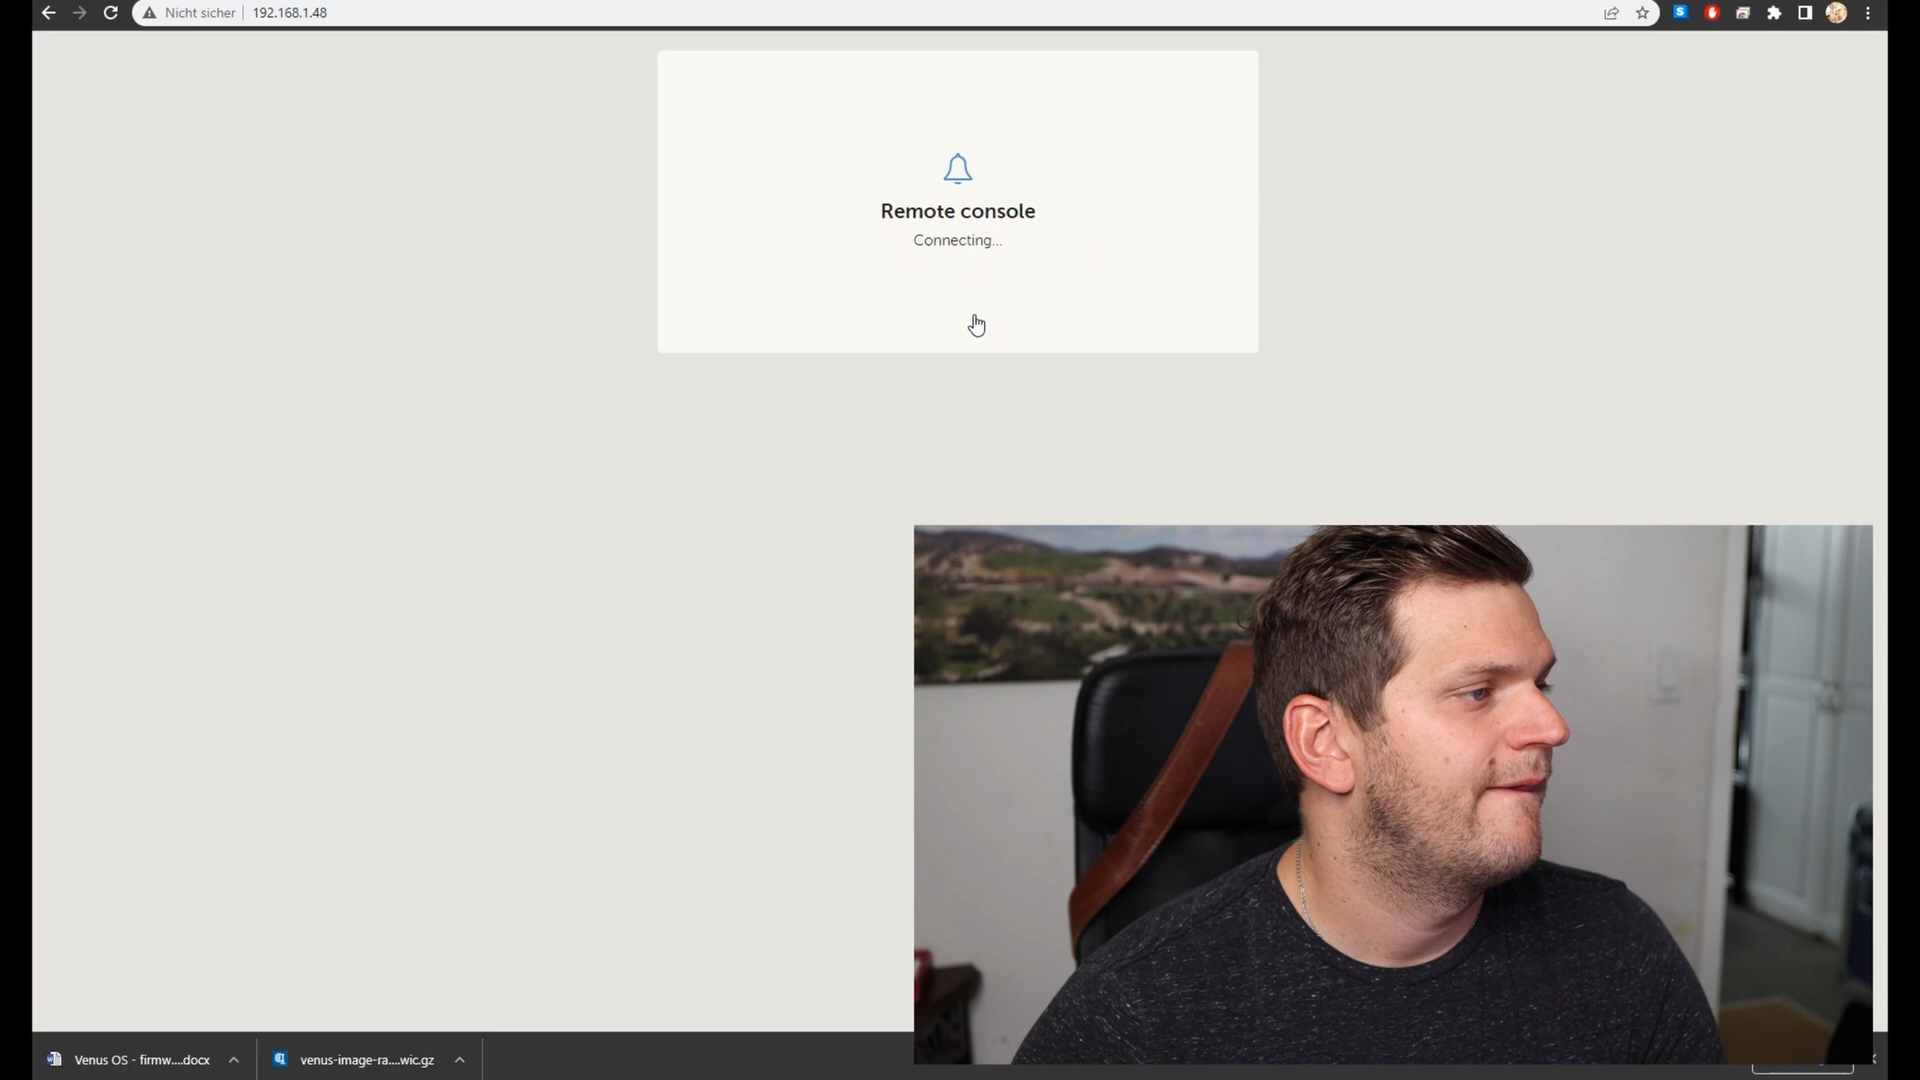 Nicht sicher
192.168.1.48
S
Remote console
Connecting...
Venus OS - firmw....docx
venus-image-ra....wic.gz